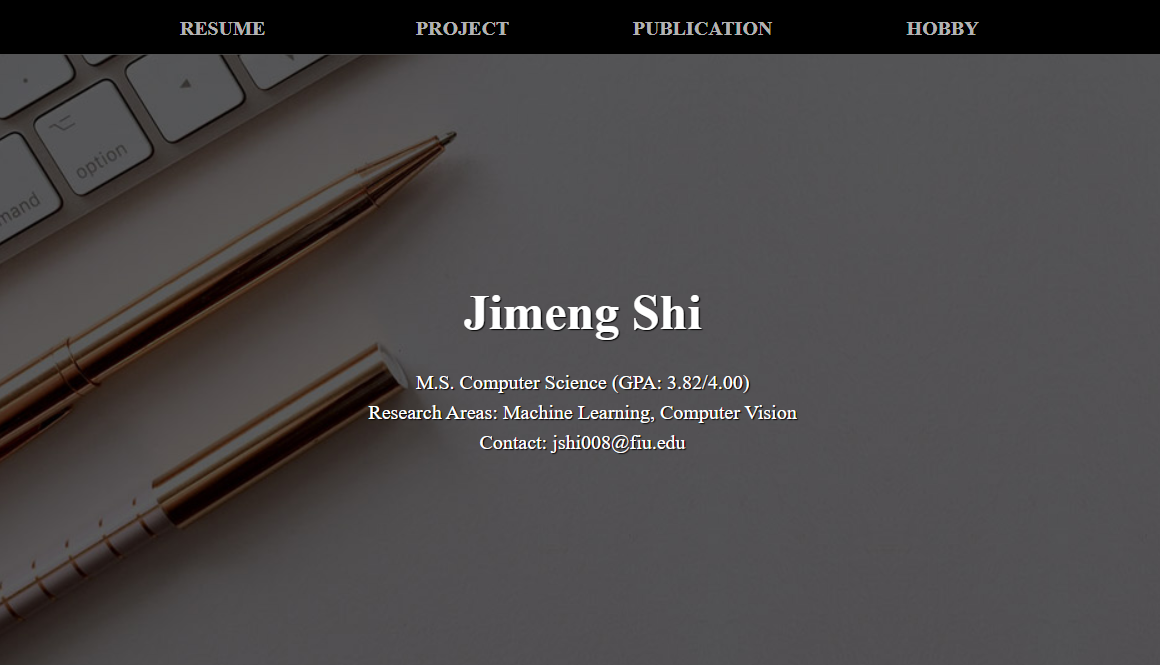 RESUME PROJECT PUBLICATION HOBBY
option
mand
Jimeng Shi
M.S. Computer Science (GPA: 3.82/4.00)
Research Areas: Machine Learning, Computer Vision
Contact: jshi008@fiu.edu